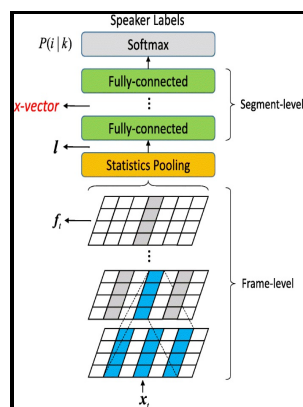 Speaker Labels
P(i | k)
Softmax
Fully-connected
x-vector
Segment-level
Fully-connected
l
Statistics Pooling
f_t
Frame-level
x_t